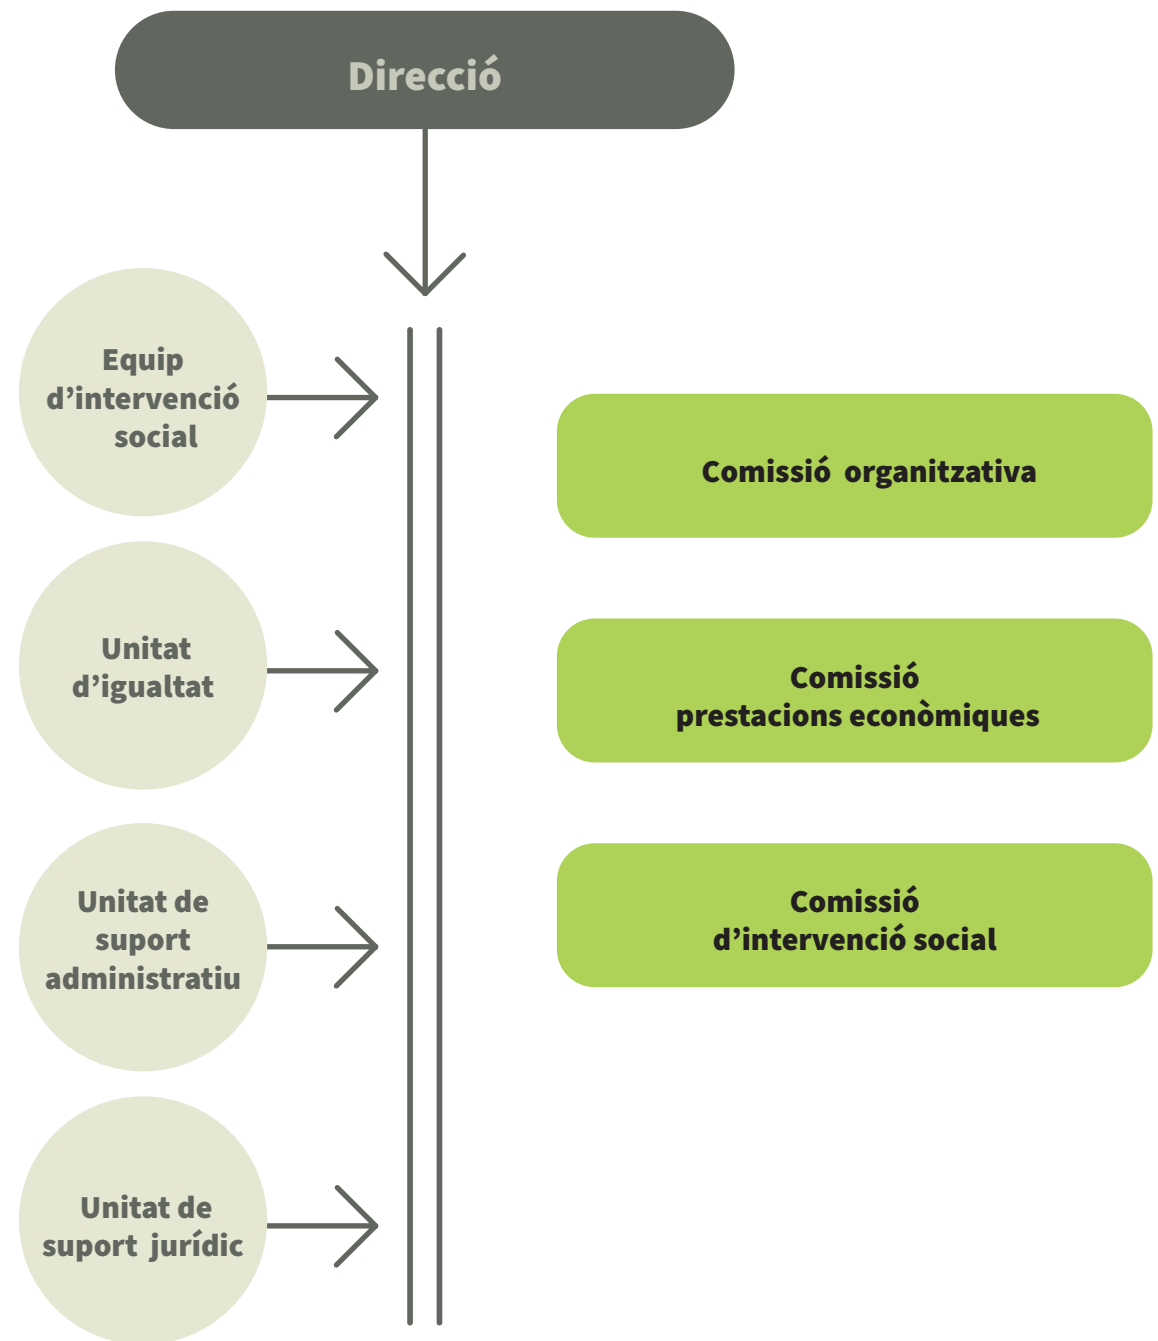 Direcció
Equip
d’intervenció
social
Unitat
d’igualtat
Unitat de
suport
administratiu
Unitat de
suport jurídic
Comissió organitzativa
Comissió
prestacions econòmiques
Comissió
d’intervenció social